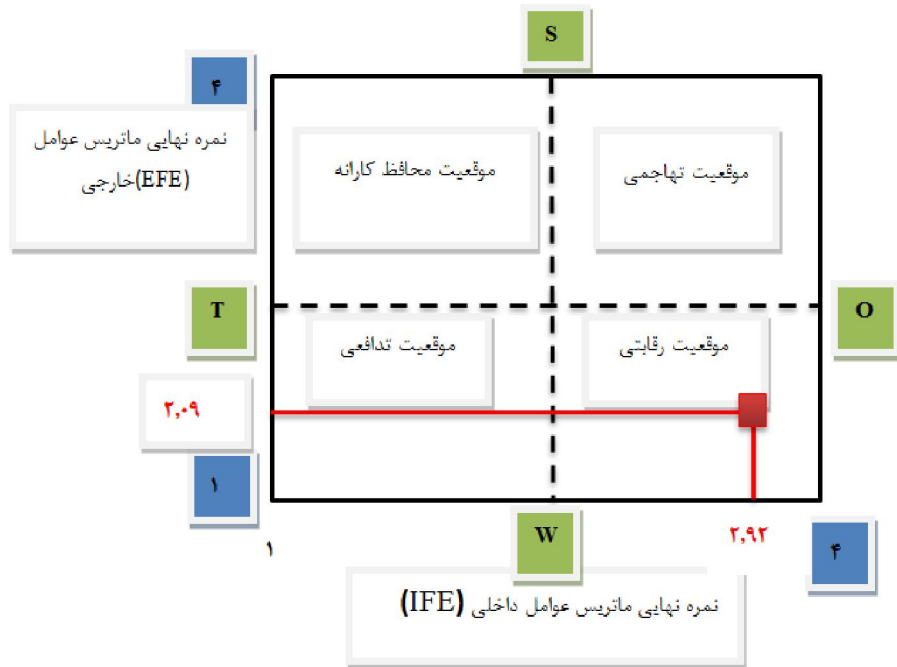 S
۴
نمره نهایی ماتریس عوامل
خارجی(EFE)
موقعیت محافظ کارانه
موقعیت تهاجمی
T
O
موقعیت تدافعی
موقعیت رقابتی
۲,۰۹
۱
۱
W
۲,۹۲
۴
نمره نهایی ماتریس عوامل داخلی (IFE)